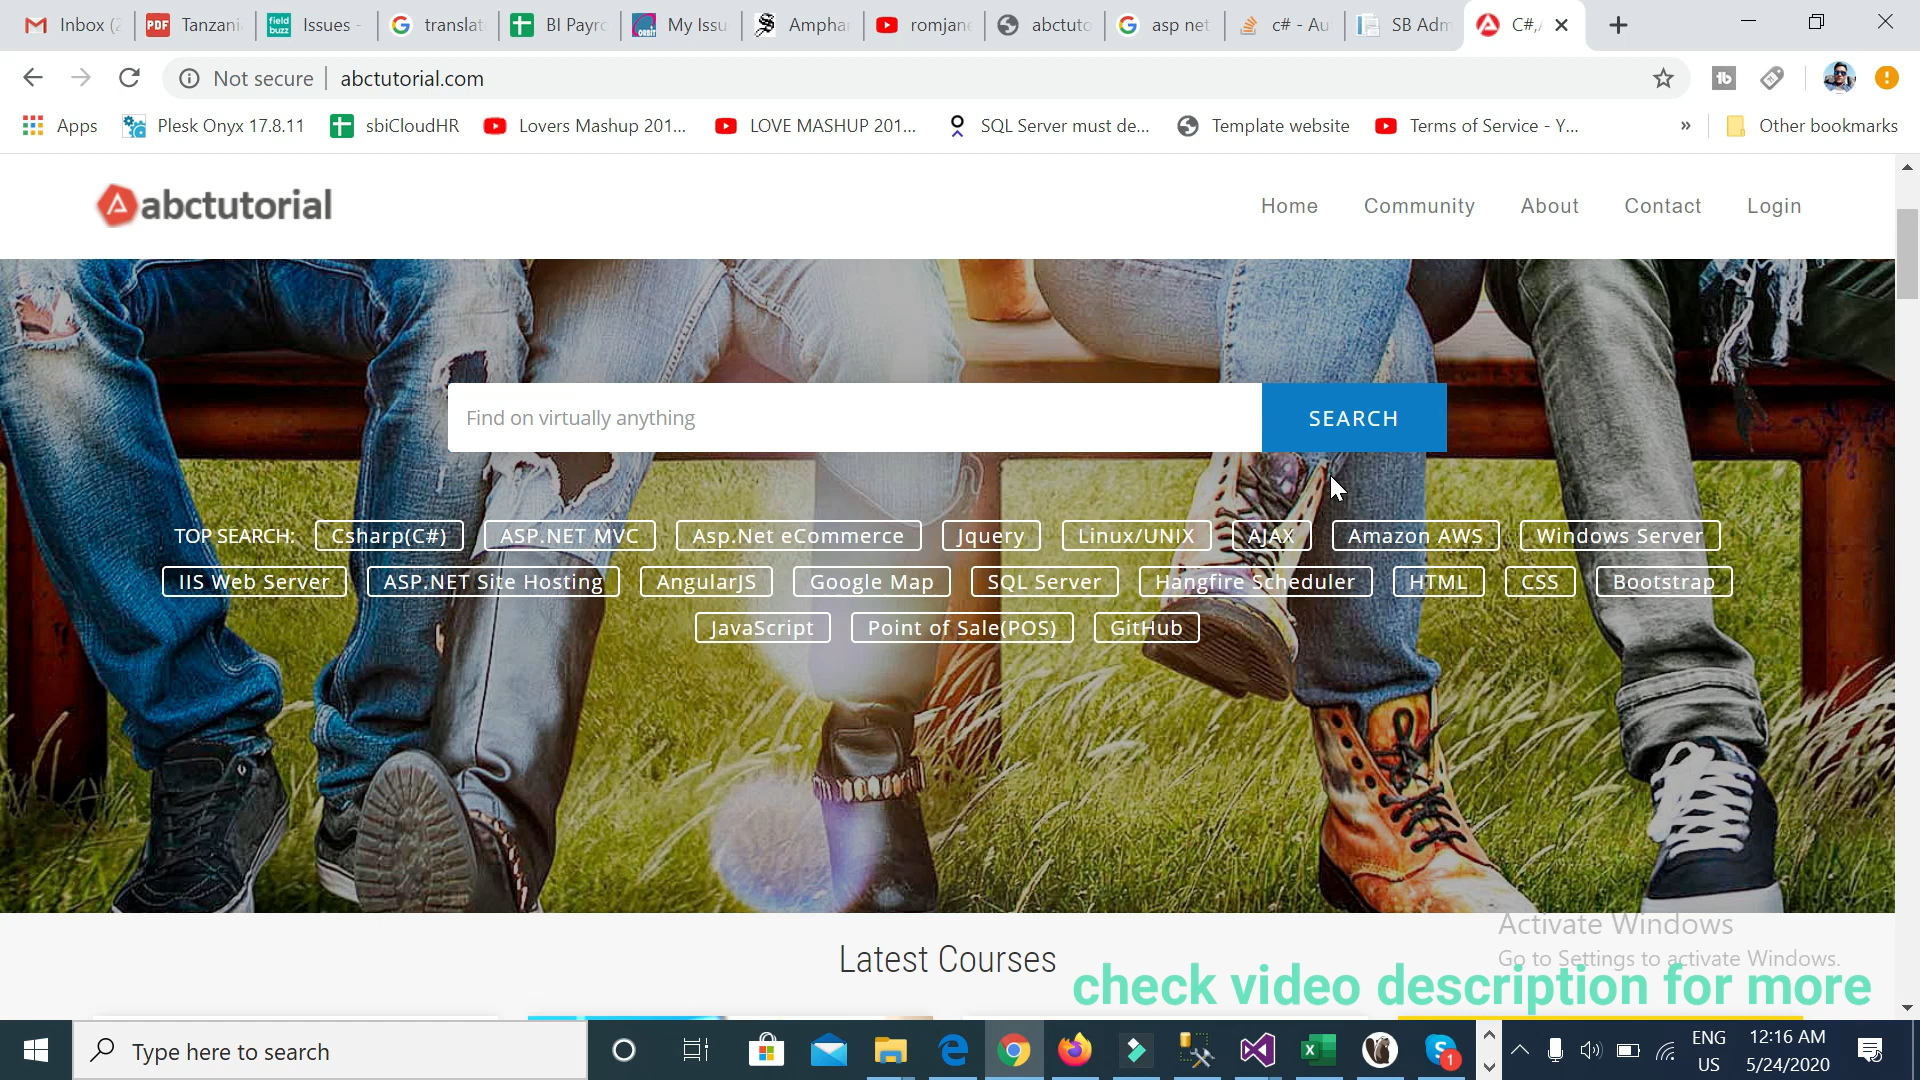 Inbox (2 Tanzani Issues - translat BI Payro My Issu Amphan romjan abctuto asp net c# - Au SB Adm C#,
Not secure abctutorial.com
Apps Plesk Onyx 17.8.11 sbiCloudHR Lovers Mashup 201... LOVE MASHUP 201... SQL Server must de... Template website Terms of Service - Y... » Other bookmarks
abctutorial
Home Community About Contact Login
Find on virtually anything SEARCH
TOP SEARCH: Csharp(C#) ASP.NET MVC Asp.Net eCommerce Jquery Linux/UNIX AJAX Amazon AWS Windows Server
IIS Web Server ASP.NET Site Hosting AngularJS Google Map SQL Server Hangfire Scheduler HTML CSS Bootstrap
JavaScript Point of Sale(POS) GitHub
Activate Windows
Latest Courses
Go to Settings to activate Windows.
check video description for more
Type here to search
ENG 12:16 AM
US 5/24/2020